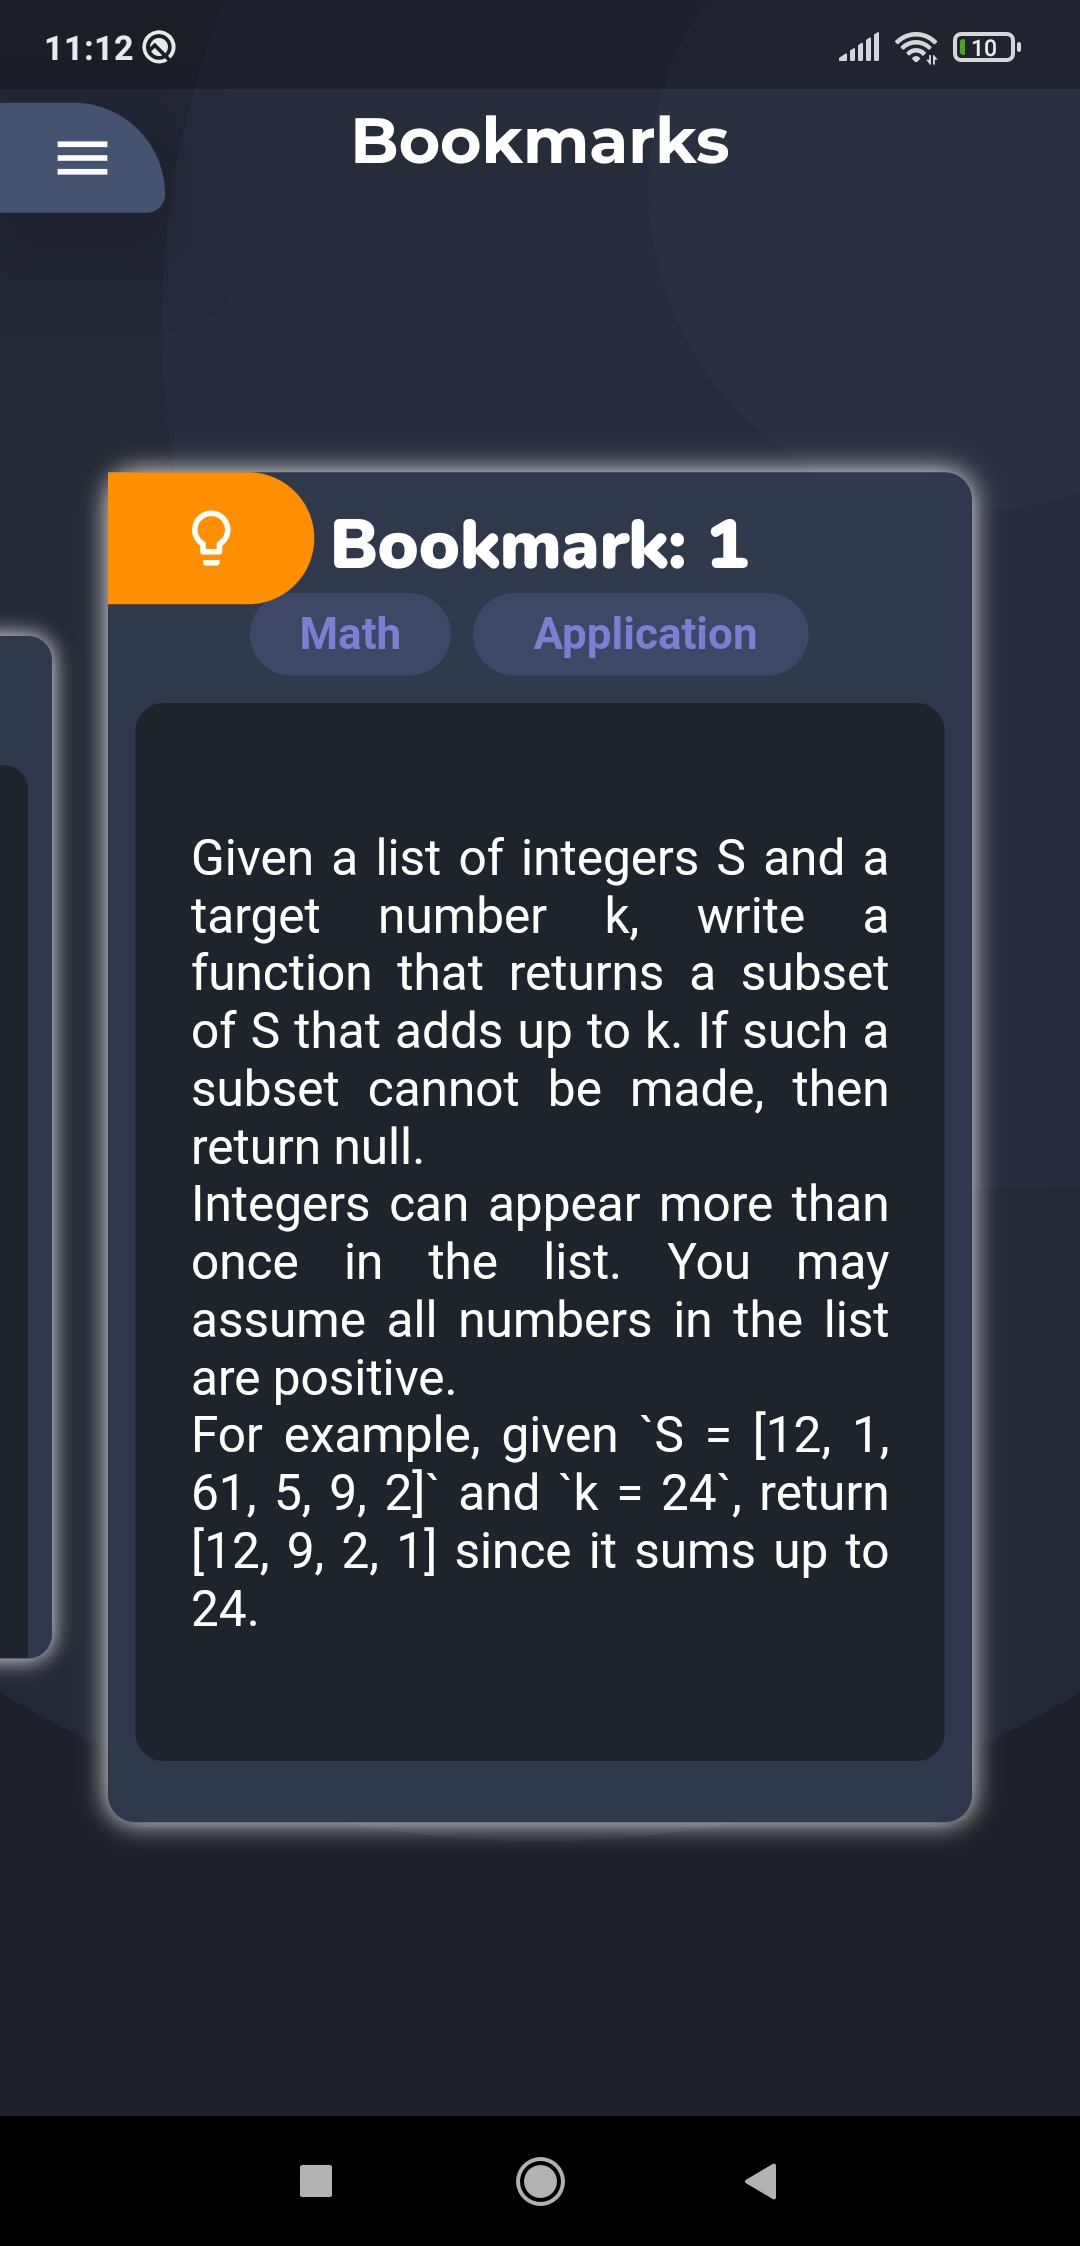 11:12
10
Bookmarks
Bookmark: 1
Math Application
Given a list of integers S and a
target number k, write a
function that returns a subset
of S that adds up to k. If such a
subset cannot be made, then
return null.
Integers can appear more than
once in the list. You may
assume all numbers in the list
are positive.
For example, given `S = [12, 1,
61, 5, 9, 2]` and `k = 24`, return
[12, 9, 2, 1] since it sums up to
24.